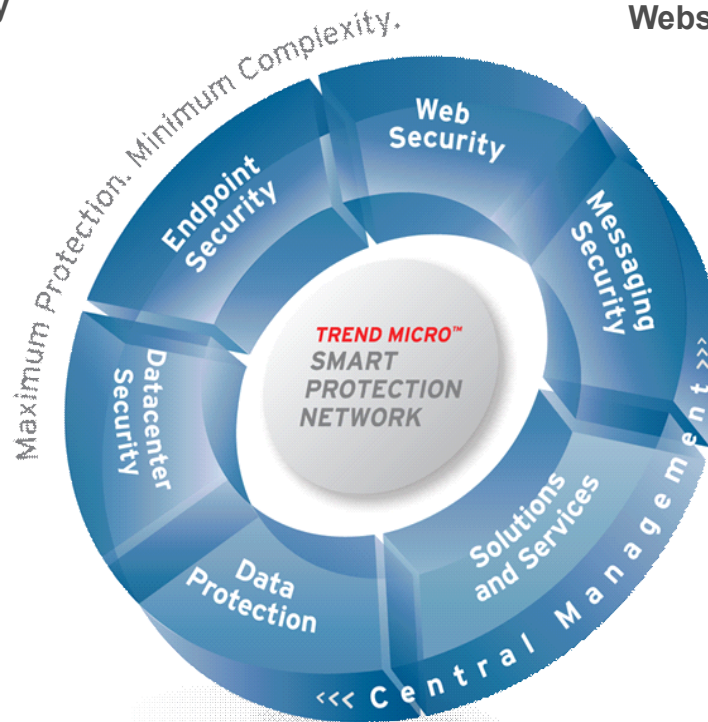 y
Webs
Maximum Protection. Minimum Complexity.
Web
Security
Endpoint
Security
Messaging
Security
TREND MICRO™
SMART
PROTECTION
NETWORK
Datacenter
Security
Solutions
and Services
Data
Protection
<<< Central Management >>>